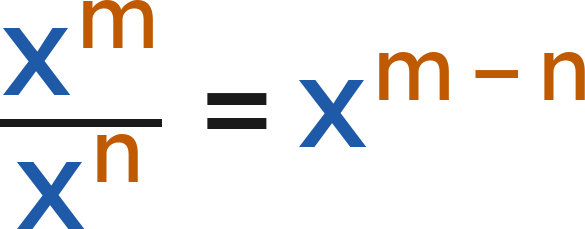 x^m / x^n = x^(m − n)